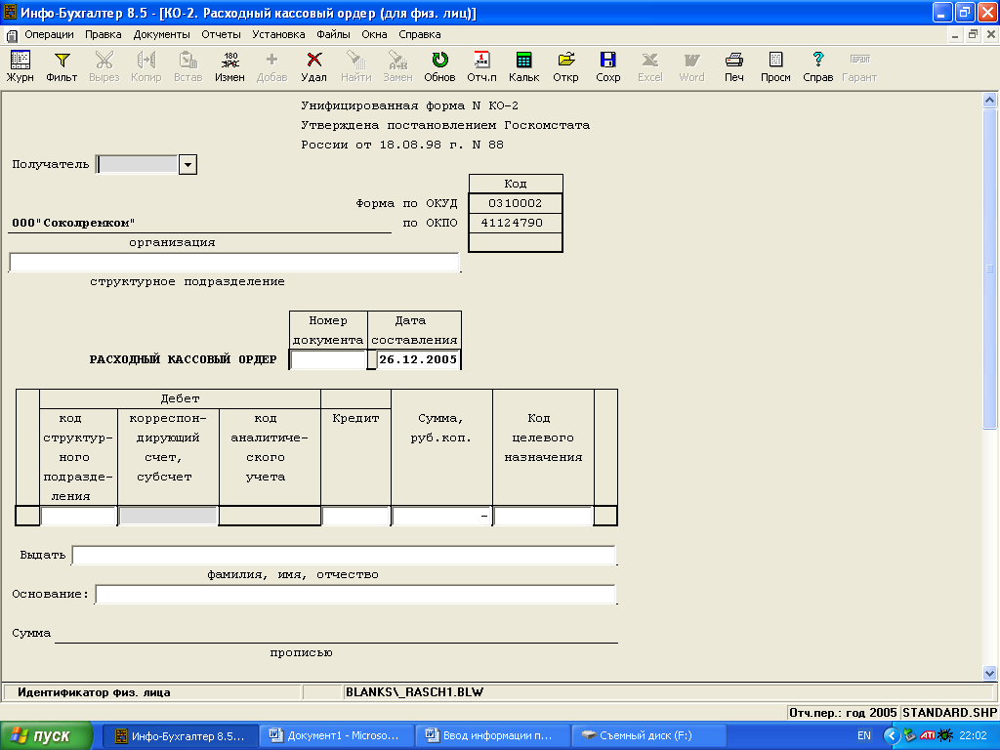 Инфо-Бухгалтер 8.5 - [КО-2. Расходный кассовый ордер (для физ. лиц)]
Операции Правка Документы Отчеты Установка Файлы Окна Справка
Журн Фильт Вырез Копир Встав Измен Добав Удал Найти Замен Обнов Отч.п Кальк Откр Сохр Excel Word Печ Просм Справ Гарант
Унифицированная форма N КО-2
Утверждена постановлением Госкомстата
России от 18.08.98 г. N 88
Получатель
Код
Форма по ОКУД 0310002
ООО"Соколремком" по ОКПО 41124790
организация
структурное подразделение
Номер Дата
документа составления
РАСХОДНЫЙ КАССОВЫЙ ОРДЕР 26.12.2005
Дебет
код корреспон- код Кредит Сумма, Код
структур- дирующий аналитиче- руб.коп. целевого
ного счет, ского назначения
подразде- субсчет учета
ления
–
Выдать
фамилия, имя, отчество
Основание:
Сумма
прописью
Идентификатор физ. лица BLANKS\_RASCH1.BLW
Отч.пер.: год 2005 STANDARD.SHP
пуск Инфо-Бухгалтер 8.5... Документ1 - Microso... Ввод информации п... Съемный диск (F:) EN 22:02